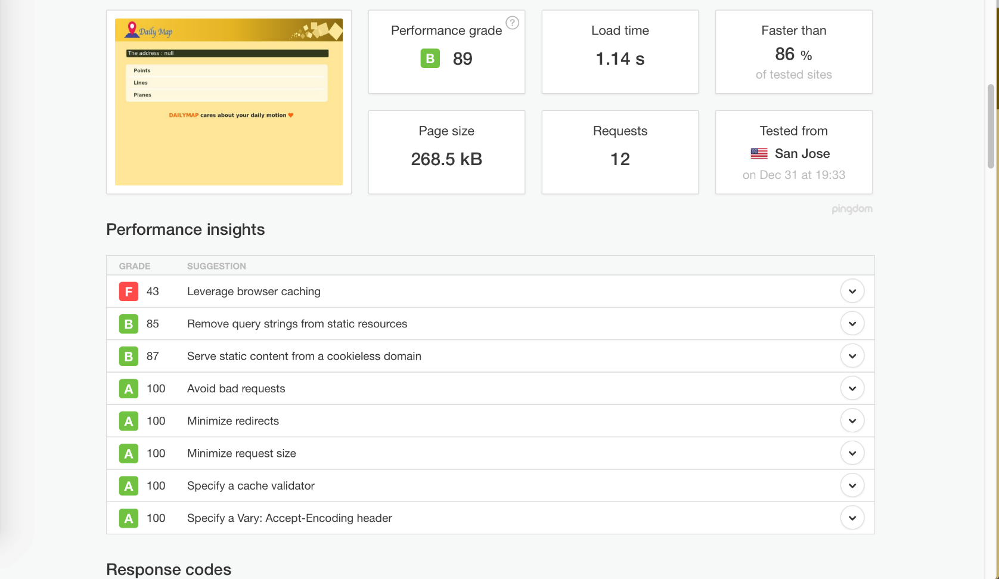 Daily Map
The address : null
Points
Lines
Planes
DAILYMAP cares about your daily motion
Performance grade ?
B 89
Load time
1.14 s
Faster than
86 %
of tested sites
Page size
268.5 kB
Requests
12
Tested from
San Jose
on Dec 31 at 19:33
pingdom
Performance insights
GRADE SUGGESTION
F 43 Leverage browser caching
B 85 Remove query strings from static resources
B 87 Serve static content from a cookieless domain
A 100 Avoid bad requests
A 100 Minimize redirects
A 100 Minimize request size
A 100 Specify a cache validator
A 100 Specify a Vary: Accept-Encoding header
Response codes